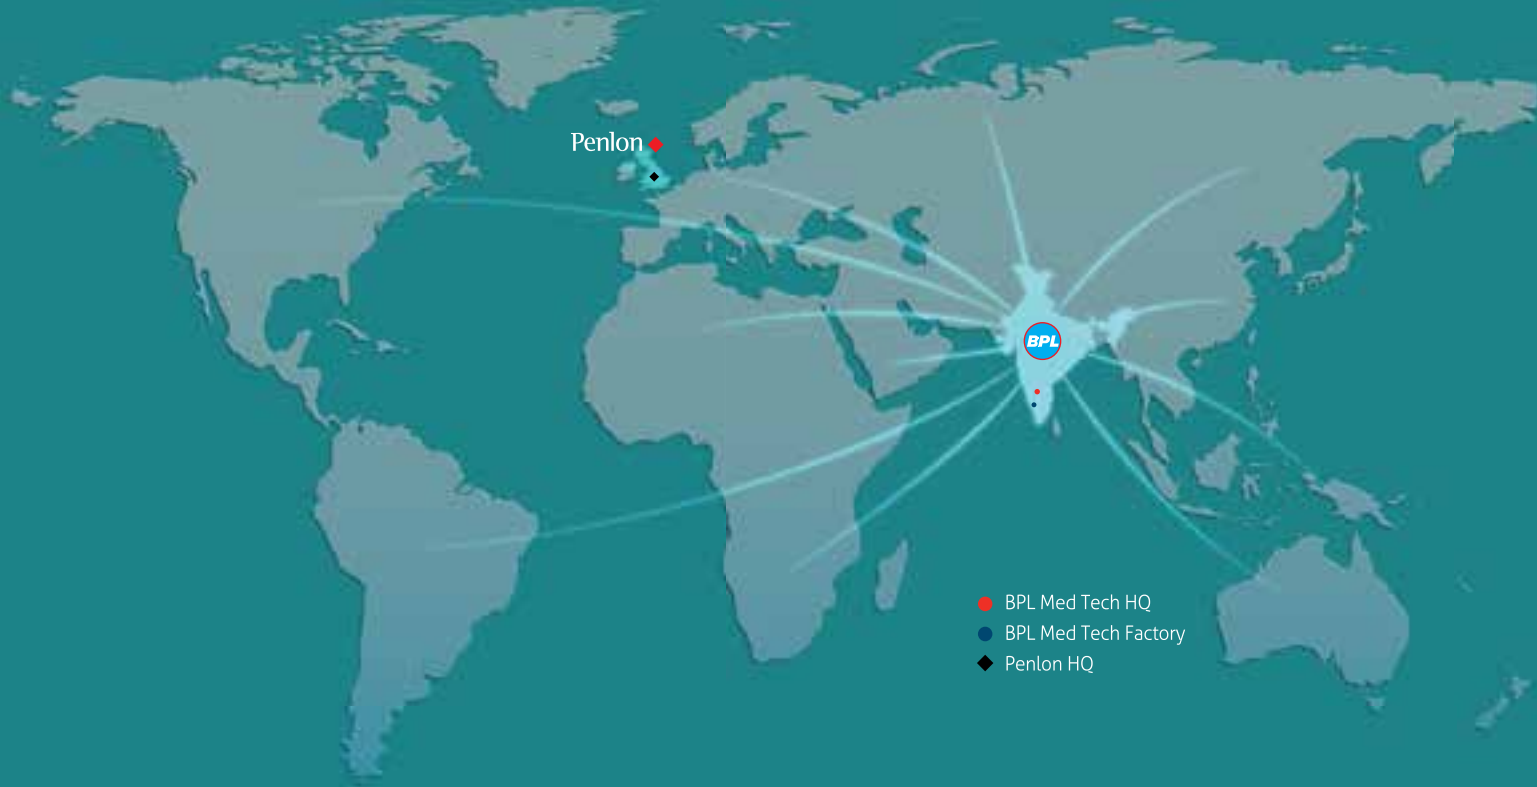 Penlon
BPL
BPL Med Tech HQ
BPL Med Tech Factory
Penlon HQ